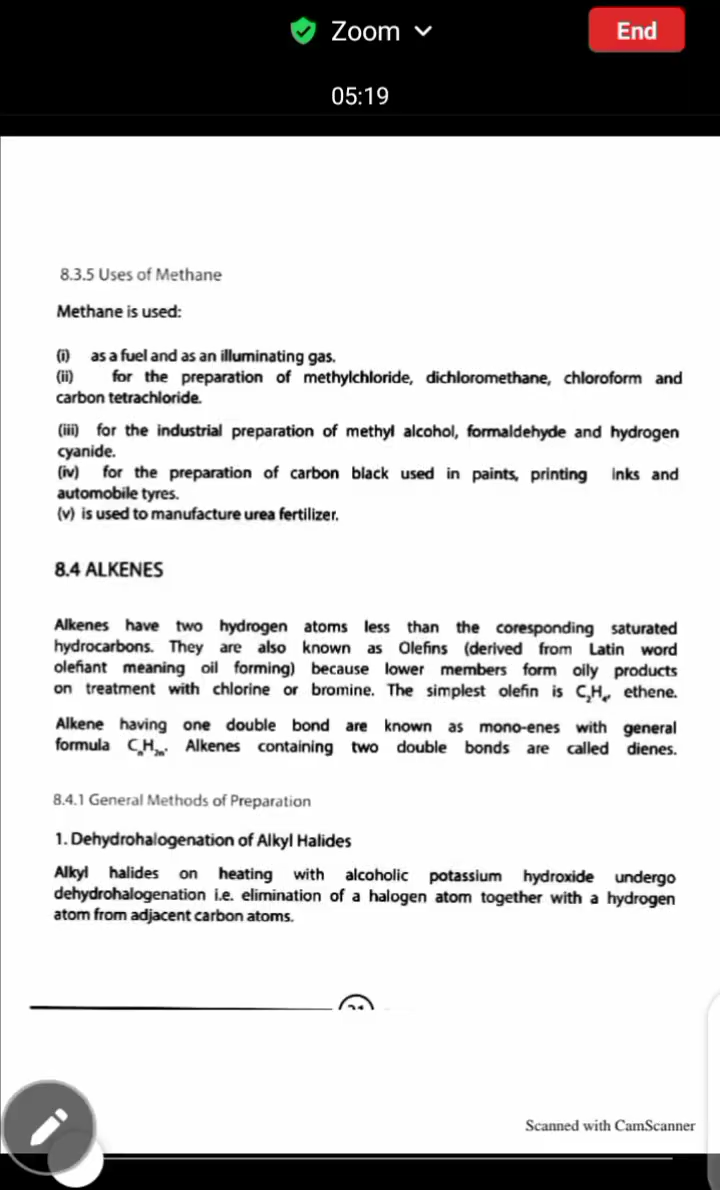 Zoom
End
05:19
8.3.5 Uses of Methane
Methane is used:
(i) as a fuel and as an illuminating gas.
(ii) for the preparation of methylchloride, dichloromethane, chloroform and
carbon tetrachloride.
(iii) for the industrial preparation of methyl alcohol, formaldehyde and hydrogen
cyanide.
(iv) for the preparation of carbon black used in paints, printing inks and
automobile tyres.
(v) is used to manufacture urea fertilizer.
8.4 ALKENES
Alkenes have two hydrogen atoms less than the coresponding saturated
hydrocarbons. They are also known as Olefins (derived from Latin word
olefiant meaning oil forming) because lower members form oily products
on treatment with chlorine or bromine. The simplest olefin is C₂H₄, ethene.
Alkene having one double bond are known as mono-enes with general
formula CₙH₂ₙ. Alkenes containing two double bonds are called dienes.
8.4.1 General Methods of Preparation
1. Dehydrohalogenation of Alkyl Halides
Alkyl halides on heating with alcoholic potassium hydroxide undergo
dehydrohalogenation i.e. elimination of a halogen atom together with a hydrogen
atom from adjacent carbon atoms.
Scanned with CamScanner